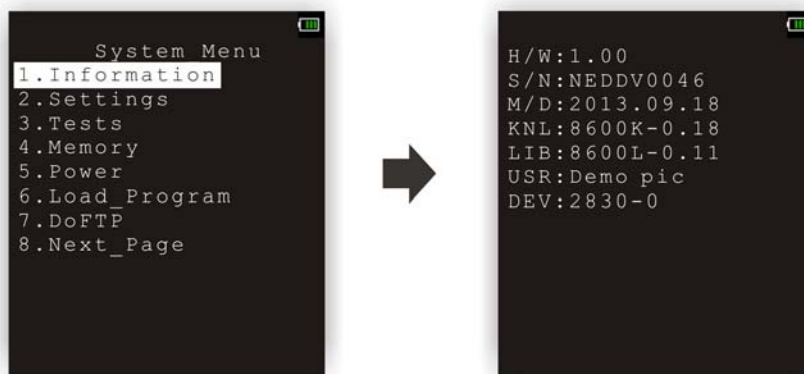 System Menu
1.Information
2.Settings
3.Tests
4.Memory
5.Power
6.Load_Program
7.DoFTP
8.Next_Page
H/W:1.00
S/N:NEDDV0046
M/D:2013.09.18
KNL:8600K-0.18
LIB:8600L-0.11
USR:Demo pic
DEV:2830-0